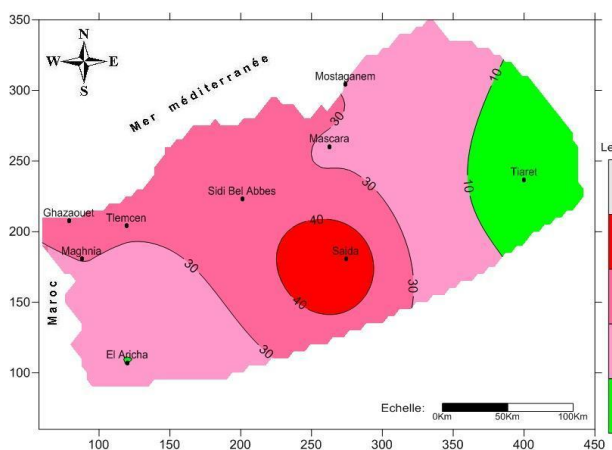 350
300
250
200
150
100
N
W E
S
Mer méditerranée
Mostaganem
30
10
Mascara
30
Tiaret
10
Sidi Bel Abbes
Ghazaouet
Tlemcen
40
Maghnia
Saida
30
30
40
Maroc
30
El Aricha
Echelle:
0Km 50Km 100Km
100 150 200 250 300 350 400 450
Le